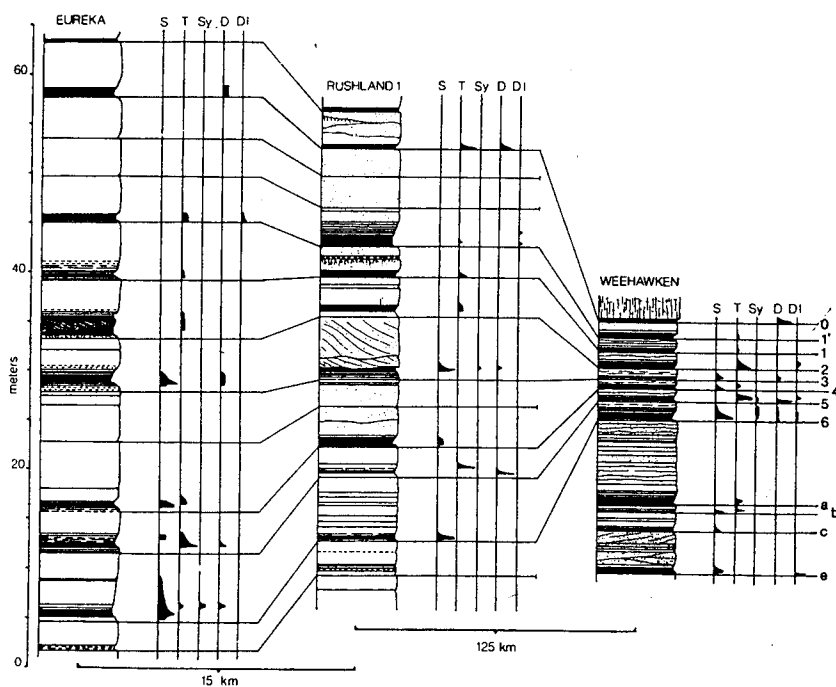 EUREKA
S T Sy D Dl
RUSHLAND 1
S T Sy D Dl
WEEHAWKEN
S T Sy D Dl
60
40
20
0
meters
0
1'
1
2
3
4
5
6
a
b
c
e
15 km
125 km